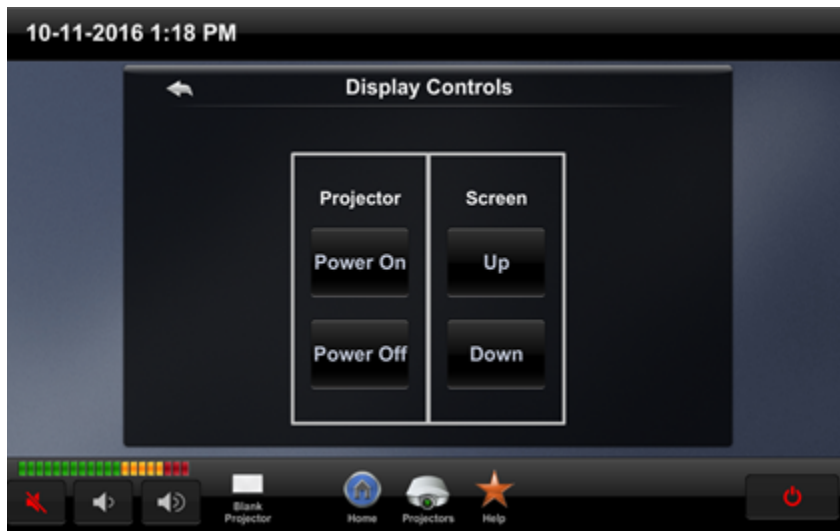 10-11-2016 1:18 PM
Display Controls
Projector
Screen
Power On
Up
Power Off
Down
Blank
Projector
Home
Projectors
Help